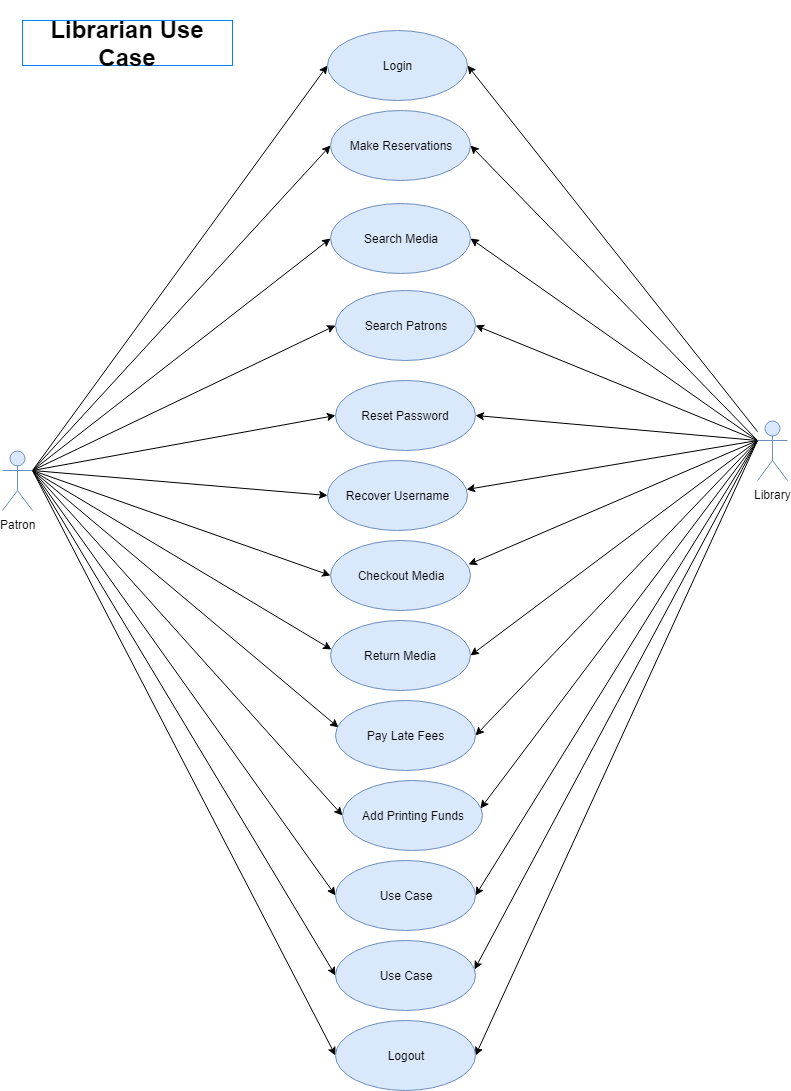 Librarian Use
Case
Login
Make Reservations
Search Media
Search Patrons
Reset Password
Recover Username
Checkout Media
Return Media
Pay Late Fees
Add Printing Funds
Use Case
Use Case
Logout
Patron
Library